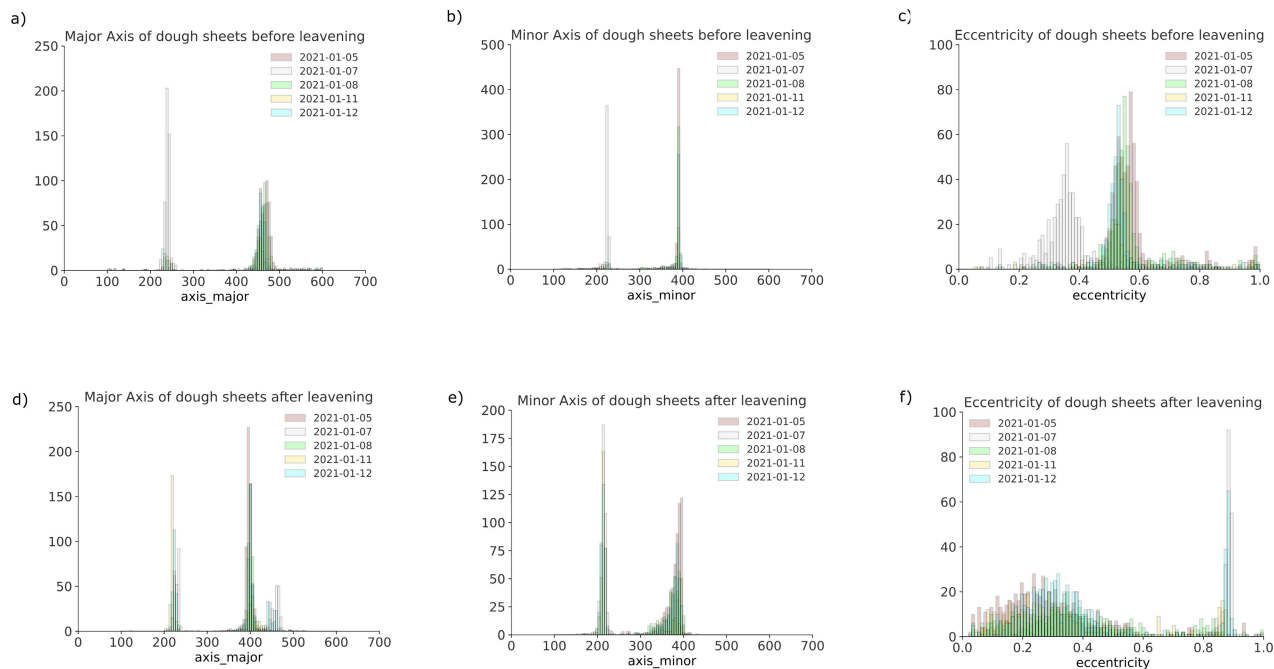 a)
Major Axis of dough sheets before leavening
250
200
150
100
50
0
2021-01-05
2021-01-07
2021-01-08
2021-01-11
2021-01-12
0 100 200 300 400 500 600 700
axis_major
b)
Minor Axis of dough sheets before leavening
500
400
300
200
100
0
2021-01-05
2021-01-07
2021-01-08
2021-01-11
2021-01-12
0 100 200 300 400 500 600 700
axis_minor
c)
Eccentricity of dough sheets before leavening
100
80
60
40
20
0
2021-01-05
2021-01-07
2021-01-08
2021-01-11
2021-01-12
0.0 0.2 0.4 0.6 0.8 1.0
eccentricity
d)
Major Axis of dough sheets after leavening
250
200
150
100
50
0
2021-01-05
2021-01-07
2021-01-08
2021-01-11
2021-01-12
0 100 200 300 400 500 600 700
axis_major
e)
Minor Axis of dough sheets after leavening
200
175
150
125
100
75
50
25
0
2021-01-05
2021-01-07
2021-01-08
2021-01-11
2021-01-12
0 100 200 300 400 500 600 700
axis_minor
f)
Eccentricity of dough sheets after leavening
100
80
60
40
20
0
2021-01-05
2021-01-07
2021-01-08
2021-01-11
2021-01-12
0.0 0.2 0.4 0.6 0.8 1.0
eccentricity